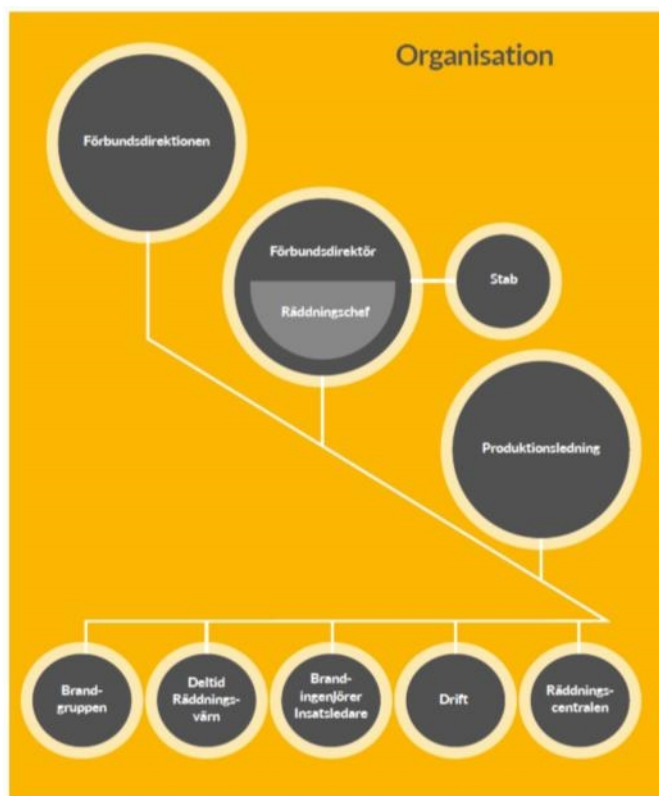 Organisation
Förbundsdirektionen
Förbundsdirektör
Räddningschef
Stab
Produktionsledning
Brand-
gruppen
Deltid
Räddnings-
värn
Brand-
ingenjörer
Insatsledare
Drift
Räddnings-
centralen